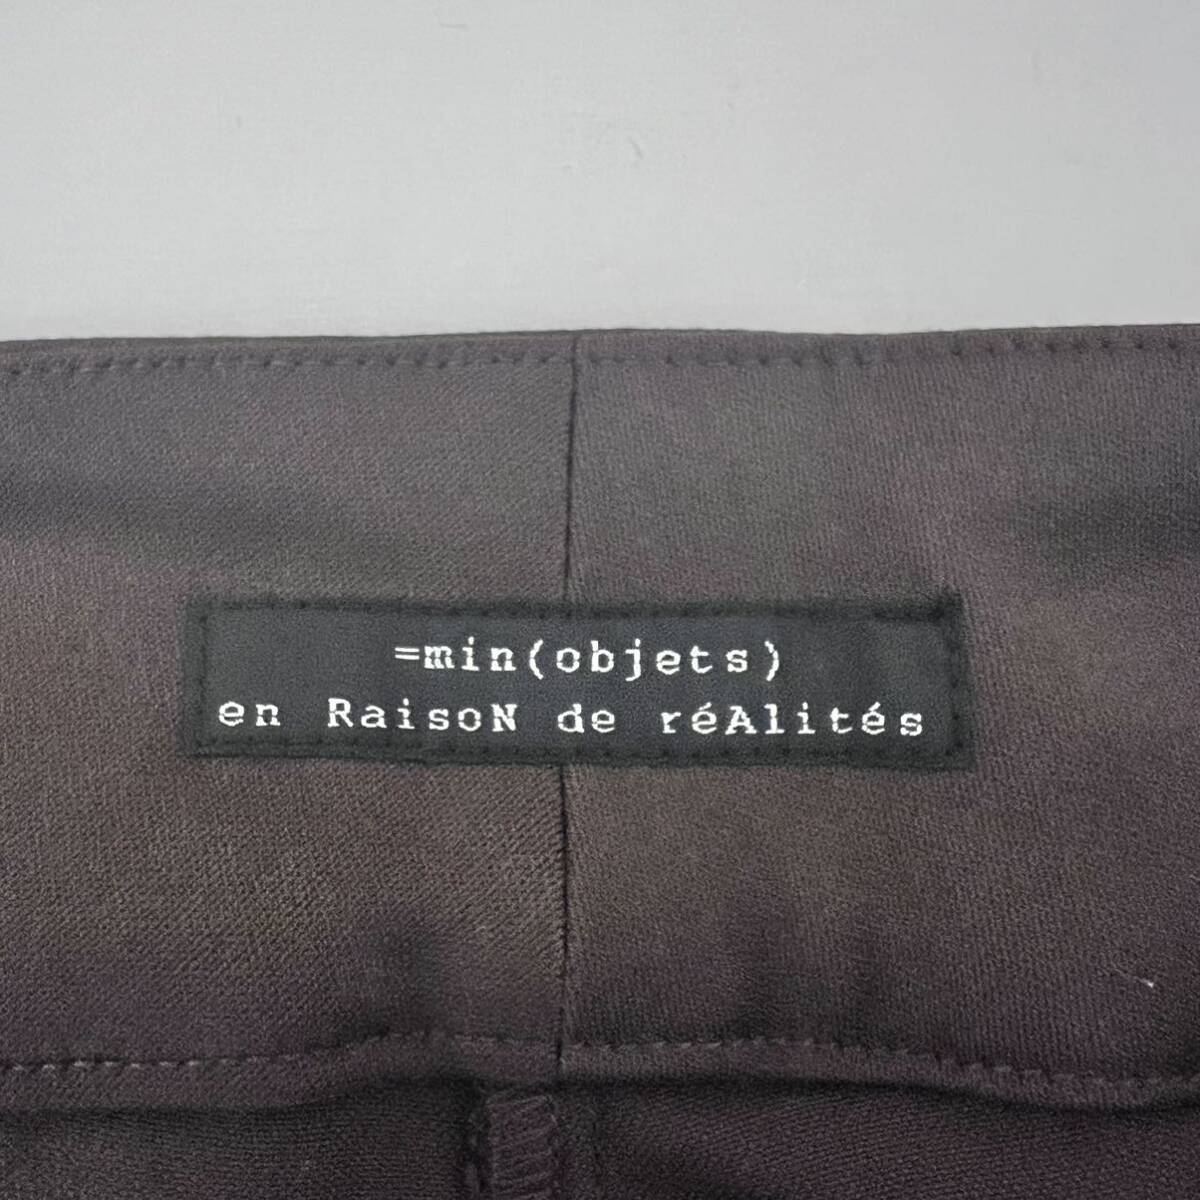 =min(objets)
en RaisoN de réAlités